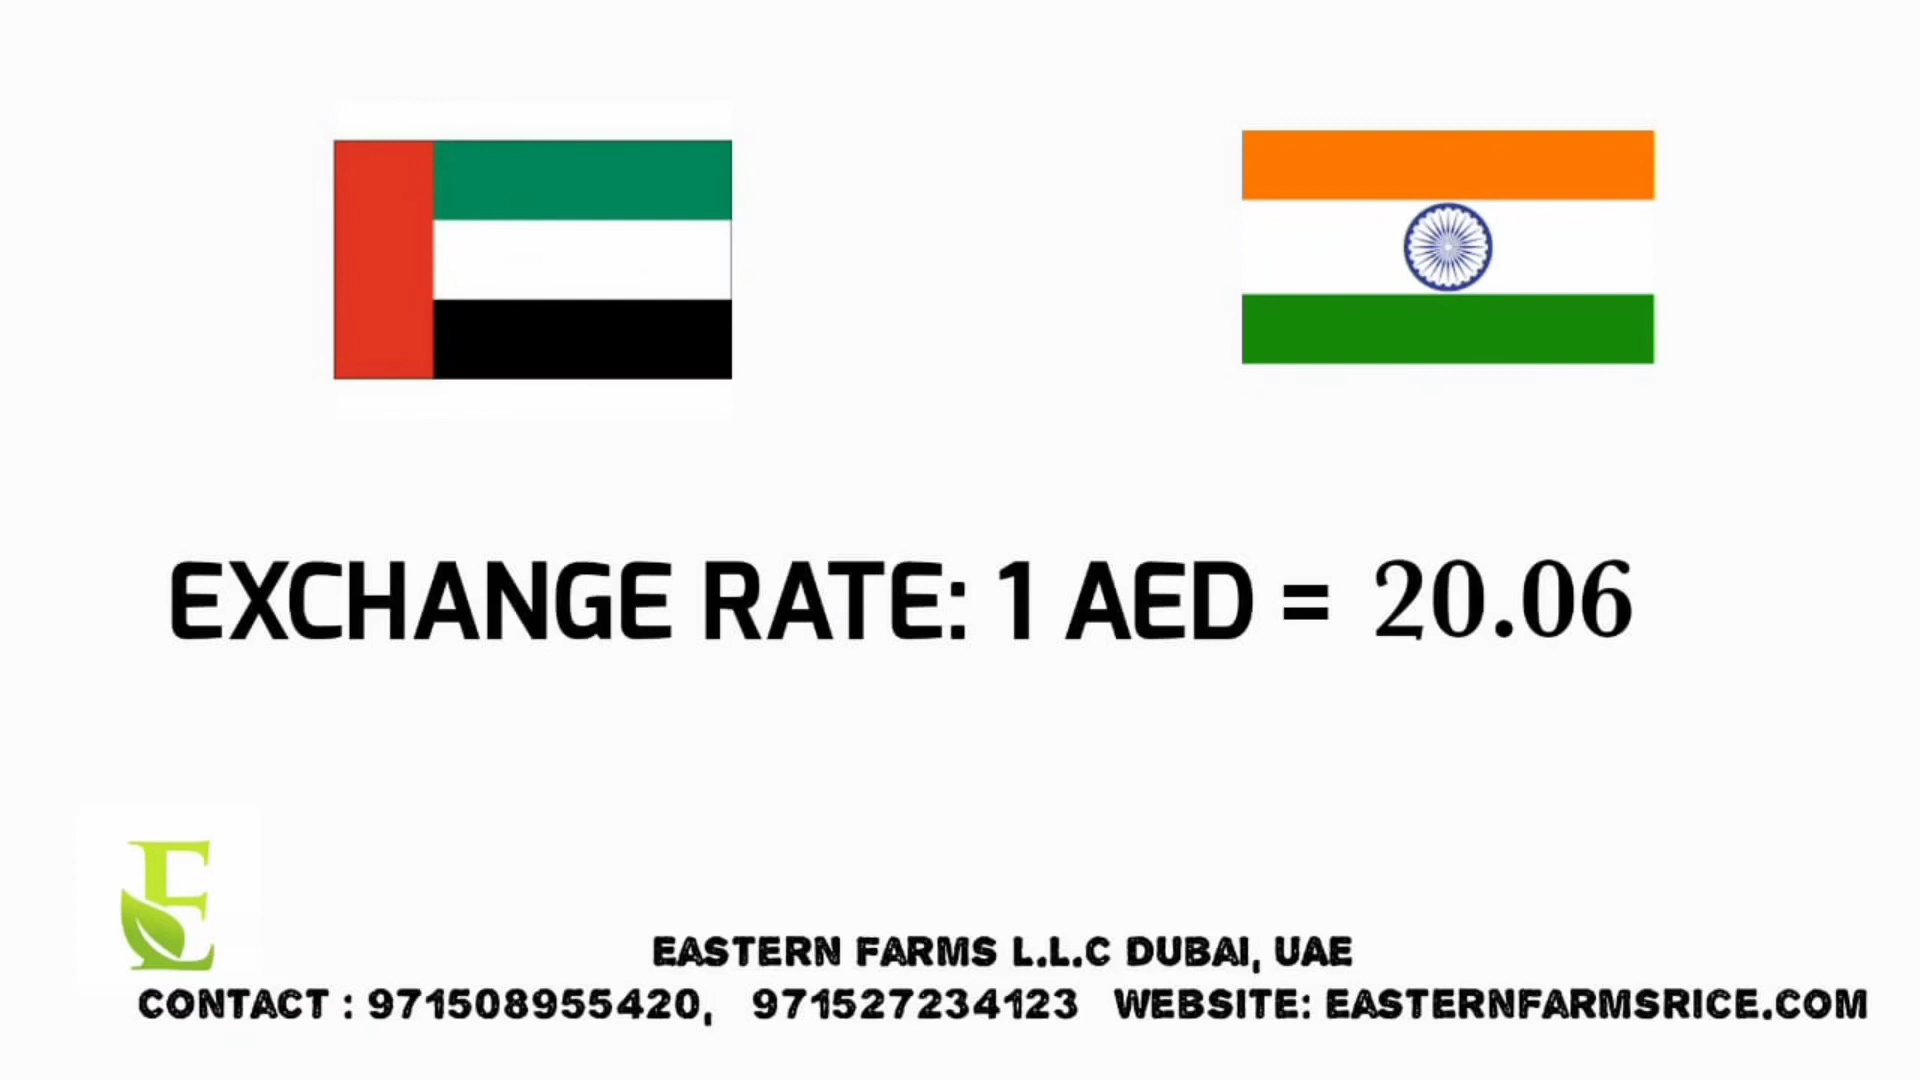 EXCHANGE RATE: 1 AED = 20.06
E
EASTERN FARMS L.L.C DUBAI, UAE
CONTACT : 971508955420, 971527234123 WEBSITE: EASTERNFARMSRICE.COM